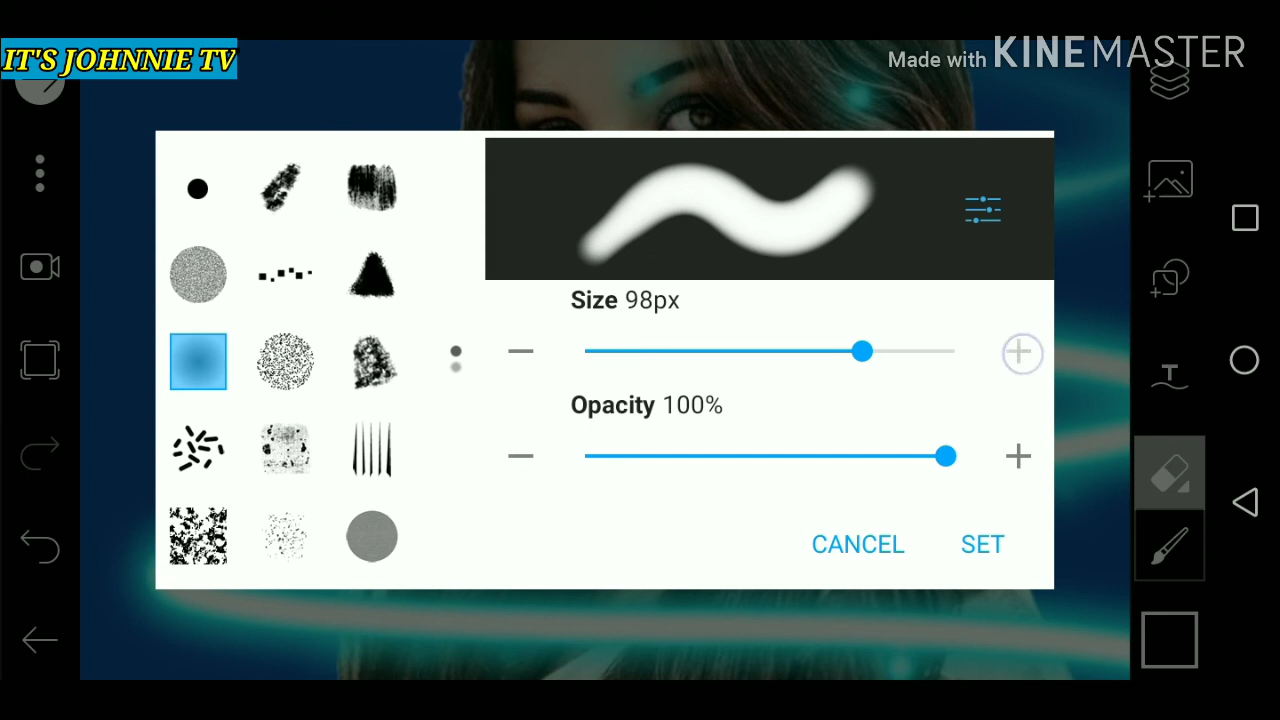 IT'S JOHNNIE TV
Made with KINEMASTER
Size 98px
Opacity 100%
CANCEL SET